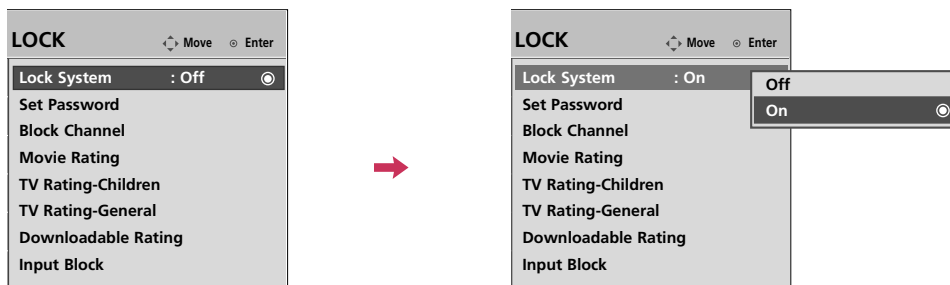 LOCK Move Enter
Lock System : Off
Set Password
Block Channel
Movie Rating
TV Rating-Children
TV Rating-General
Downloadable Rating
Input Block
LOCK Move Enter
Lock System : On
Set Password
Block Channel
Movie Rating
TV Rating-Children
TV Rating-General
Downloadable Rating
Input Block
Off
On